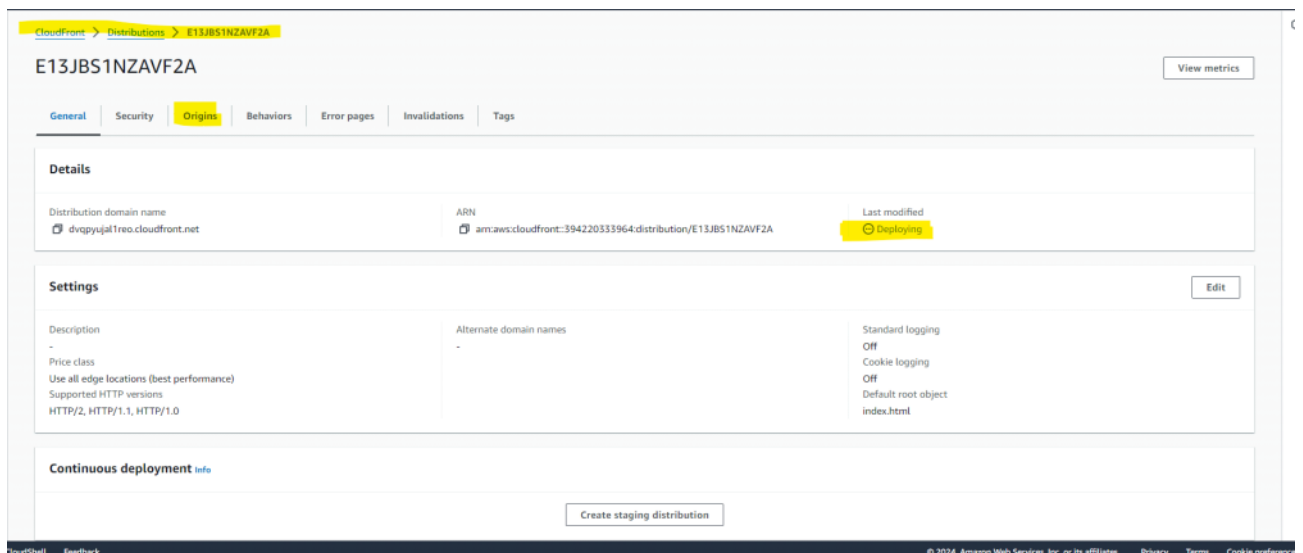 CloudFront > Distributions > E13JBS1NZAVF2A
E13JBS1NZAVF2A
View metrics
General Security Origins Behaviors Error pages Invalidations Tags
Details
Distribution domain name ARN Last modified
dvqpyujal1reo.cloudfront.net arn:aws:cloudfront::394220333964:distribution/E13JBS1NZAVF2A Deploying
Settings Edit
Description Alternate domain names Standard logging
- - Off
Price class Cookie logging
Use all edge locations (best performance) Off
Supported HTTP versions Default root object
HTTP/2, HTTP/1.1, HTTP/1.0 index.html
Continuous deployment Info
Create staging distribution
CloudShell Feedback © 2024, Amazon Web Services, Inc. or its affiliates. Privacy Terms Cookie preferences